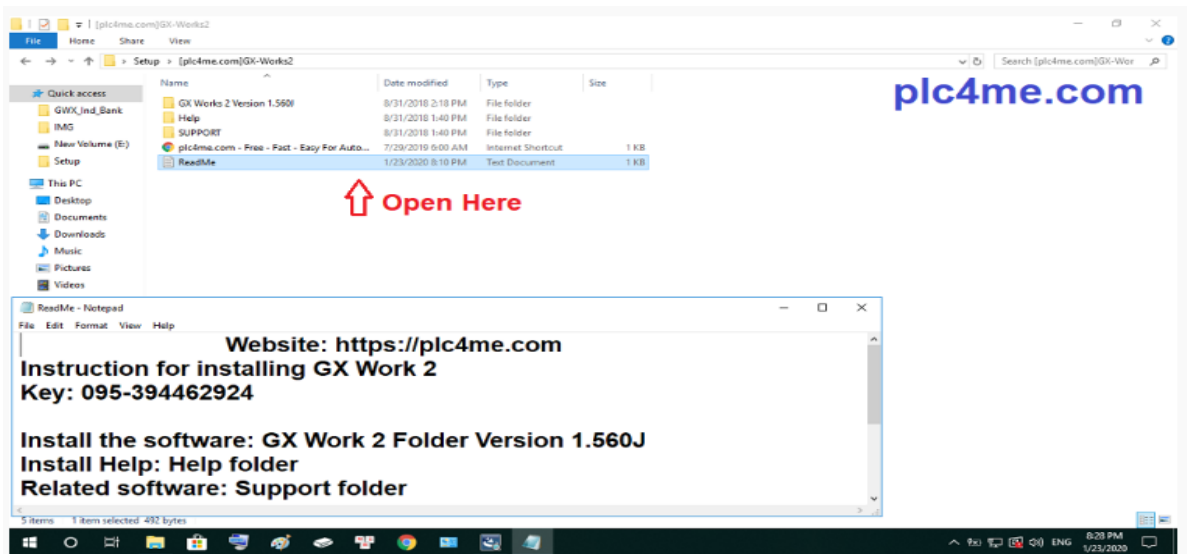 [plc4me.com]GX-Works2
File Home Share View
Setup > [plc4me.com]GX-Works2
Search [plc4me.com]GX-Wor
plc4me.com
Name Date modified Type Size
Quick access
GWX_Ind_Bank
IMG
New Volume (E:)
Setup
This PC
Desktop
Documents
Downloads
Music
Pictures
Videos
GX Works 2 Version 1.560J 8/31/2018 2:18 PM File folder
Help 8/31/2018 1:40 PM File folder
SUPPORT 8/31/2018 1:40 PM File folder
plc4me.com - Free - Fast - Easy For Auto... 7/29/2019 6:00 AM Internet Shortcut 1 KB
ReadMe 1/23/2020 8:10 PM Text Document 1 KB
Open Here
ReadMe - Notepad
File Edit Format View Help
Website: https://plc4me.com
Instruction for installing GX Work 2
Key: 095-394462924
Install the software: GX Work 2 Folder Version 1.560J
Install Help: Help folder
Related software: Support folder
5 items 1 item selected 492 bytes
ENG
8:28 PM
1/23/2020